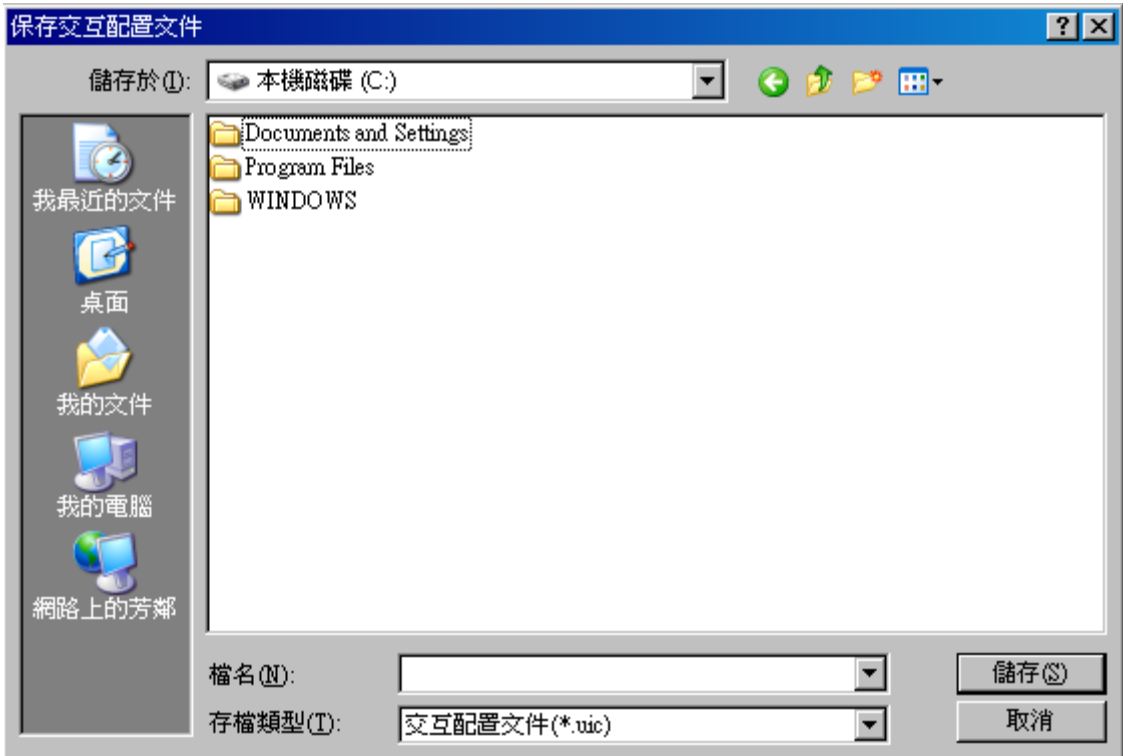 保存交互配置文件
儲存於(I): 本機磁碟 (C:)
Documents and Settings
Program Files
WINDOWS
我最近的文件
桌面
我的文件
我的電腦
網路上的芳鄰
檔名(N):
儲存(S)
存檔類型(T): 交互配置文件(*.uic)
取消